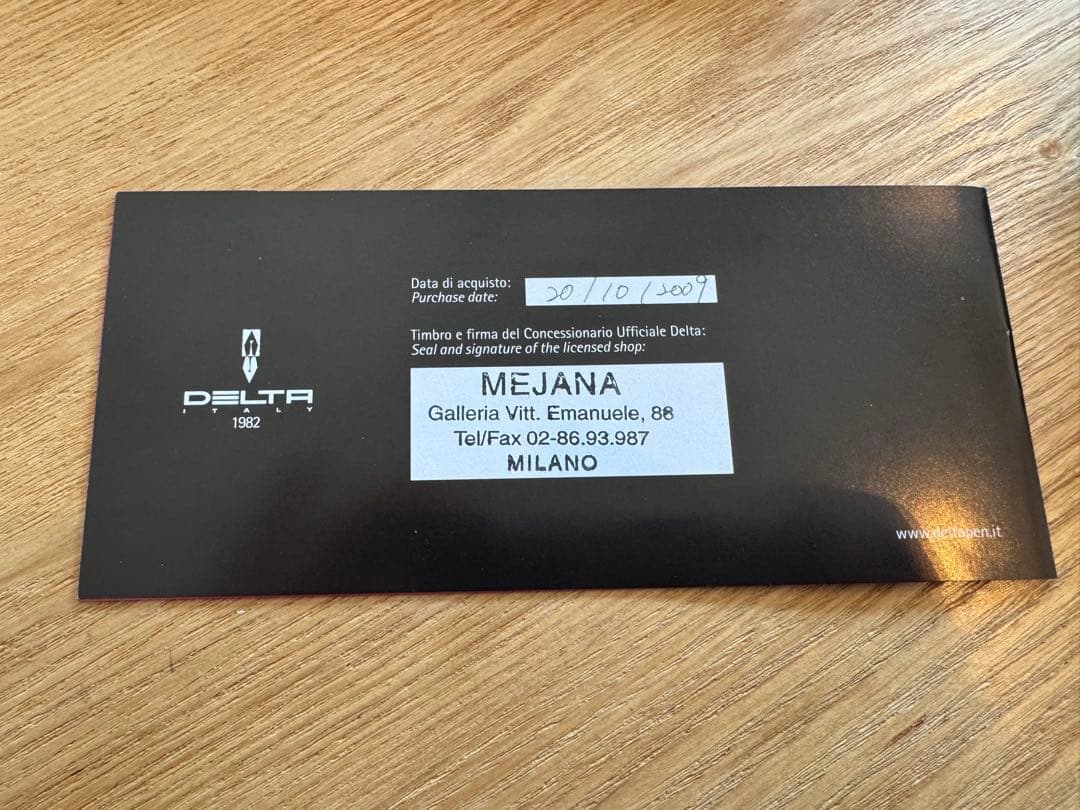 Data di acquisto:
Purchase date:
20/10/2009
Timbro e firma del Concessionario Ufficiale Delta:
Seal and signature of the licensed shop:
MEJANA
Galleria Vitt. Emanuele, 88
Tel/Fax 02-86.93.987
MILANO
DELTA
ITALY
1982
www.deltapen.it